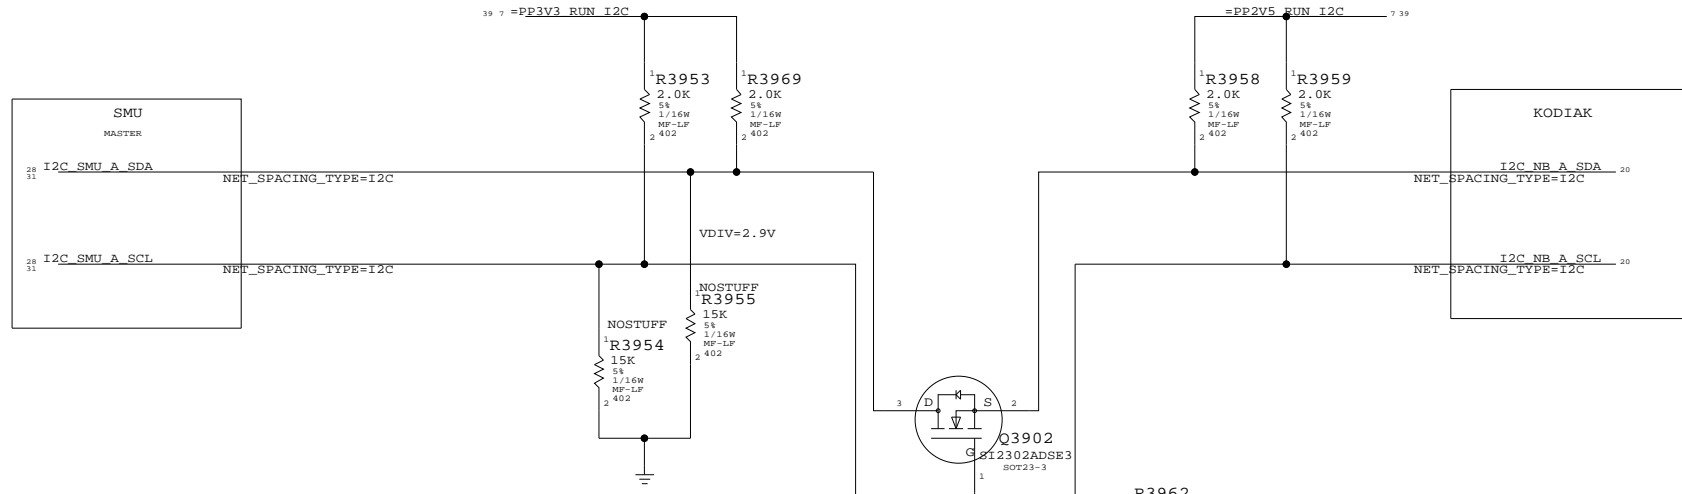 39 7 =PP3V3_RUN_I2C
=PP2V5_RUN_I2C 7 39
1 R3953
2.0K
5%
1/16W
MF-LF
2 402
1 R3969
2.0K
5%
1/16W
MF-LF
2 402
1 R3958
2.0K
5%
1/16W
MF-LF
2 402
1 R3959
2.0K
5%
1/16W
MF-LF
2 402
SMU
MASTER
28 31 I2C_SMU_A_SDA
NET_SPACING_TYPE=I2C
28 31 I2C_SMU_A_SCL
NET_SPACING_TYPE=I2C
KODIAK
I2C_NB_A_SDA 20
NET_SPACING_TYPE=I2C
I2C_NB_A_SCL 20
NET_SPACING_TYPE=I2C
VDIV=2.9V
NOSTUFF
1 R3955
15K
5%
1/16W
MF-LF
2 402
NOSTUFF
1 R3954
15K
5%
1/16W
MF-LF
2 402
3 D S 2
G
1
Q3902
SI2302ADSE3
SOT23-3
R3962